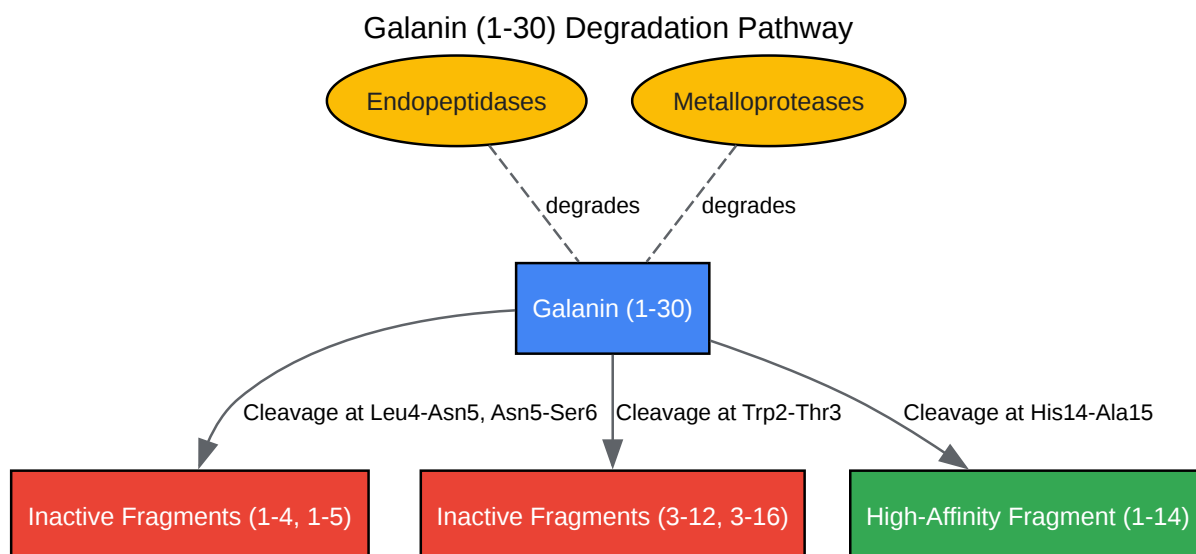 Galanin (1-30) Degradation Pathway
Endopeptidases
Metalloproteases
degrades
degrades
Galanin (1-30)
Cleavage at Leu4-Asn5, Asn5-Ser6
Cleavage at Trp2-Thr3
Cleavage at His14-Ala15
Inactive Fragments (1-4, 1-5)
Inactive Fragments (3-12, 3-16)
High-Affinity Fragment (1-14)